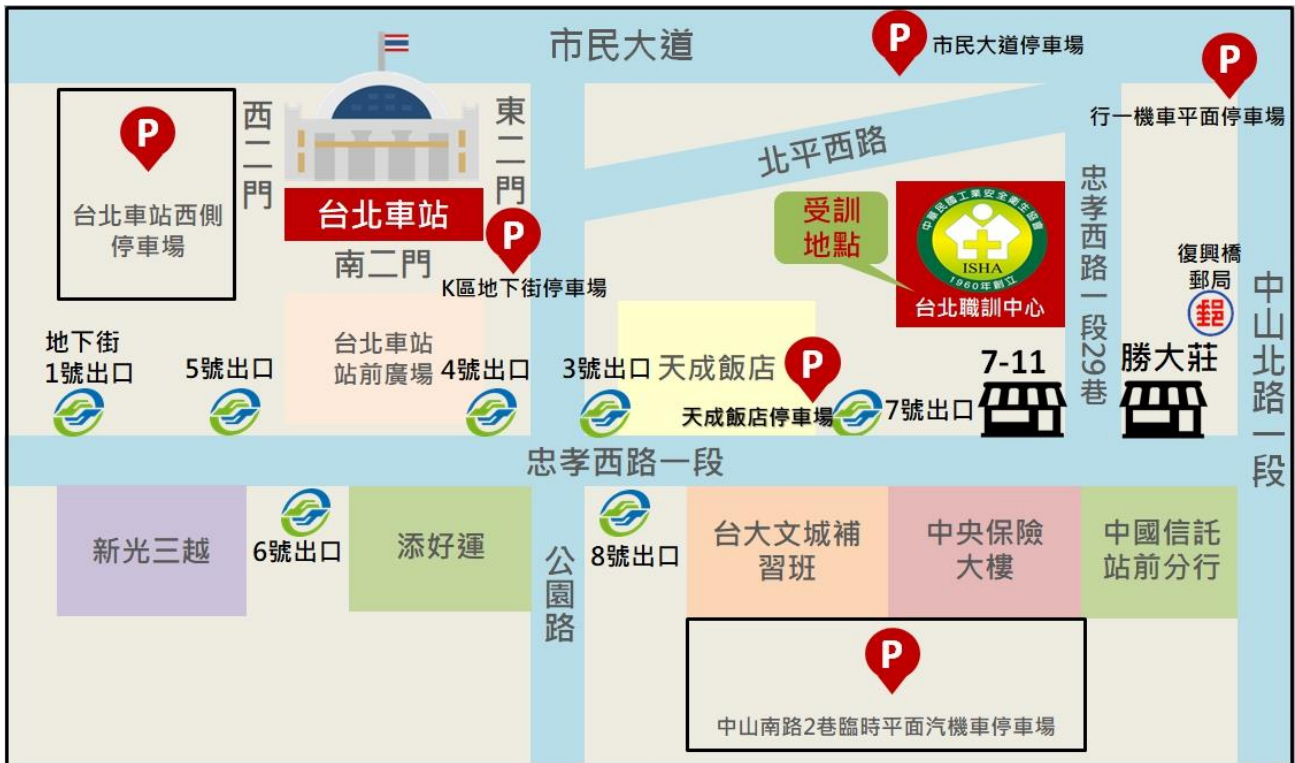 市民大道
P
市民大道停車場
P
行一機車平面停車場
P
台北車站西側
停車場
西二門
東二門
台北車站
南二門
P
K區地下街停車場
北平西路
受訓
地點
中華民國工業安全衛生協會
ISHA
1960年創立
台北職訓中心
忠孝西路一段29巷
復興橋
郵局
郵
中山北路一段
地下街
1號出口
5號出口
台北車站
站前廣場
4號出口
3號出口
天成飯店
P
天成飯店停車場
7號出口
7-11
勝大莊
忠孝西路一段
新光三越
6號出口
添好運
公園路
8號出口
台大文城補
習班
中央保險
大樓
中國信託
站前分行
P
中山南路2巷臨時平面汽機車停車場